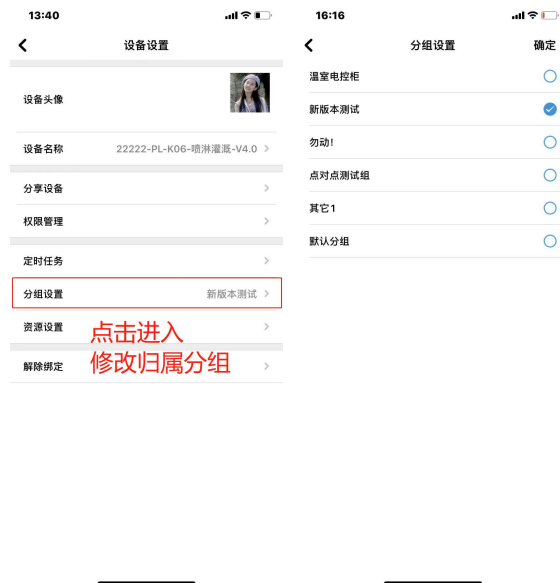 13:40
设备设置
设备头像
设备名称 22222-PL-K06-喷淋灌溉-V4.0
分享设备
权限管理
定时任务
分组设置 新版本测试
资源设置
点击进入
修改归属分组
解除绑定
16:16
分组设置 确定
温室电控柜
新版本测试
勿动!
点对点测试组
其它1
默认分组